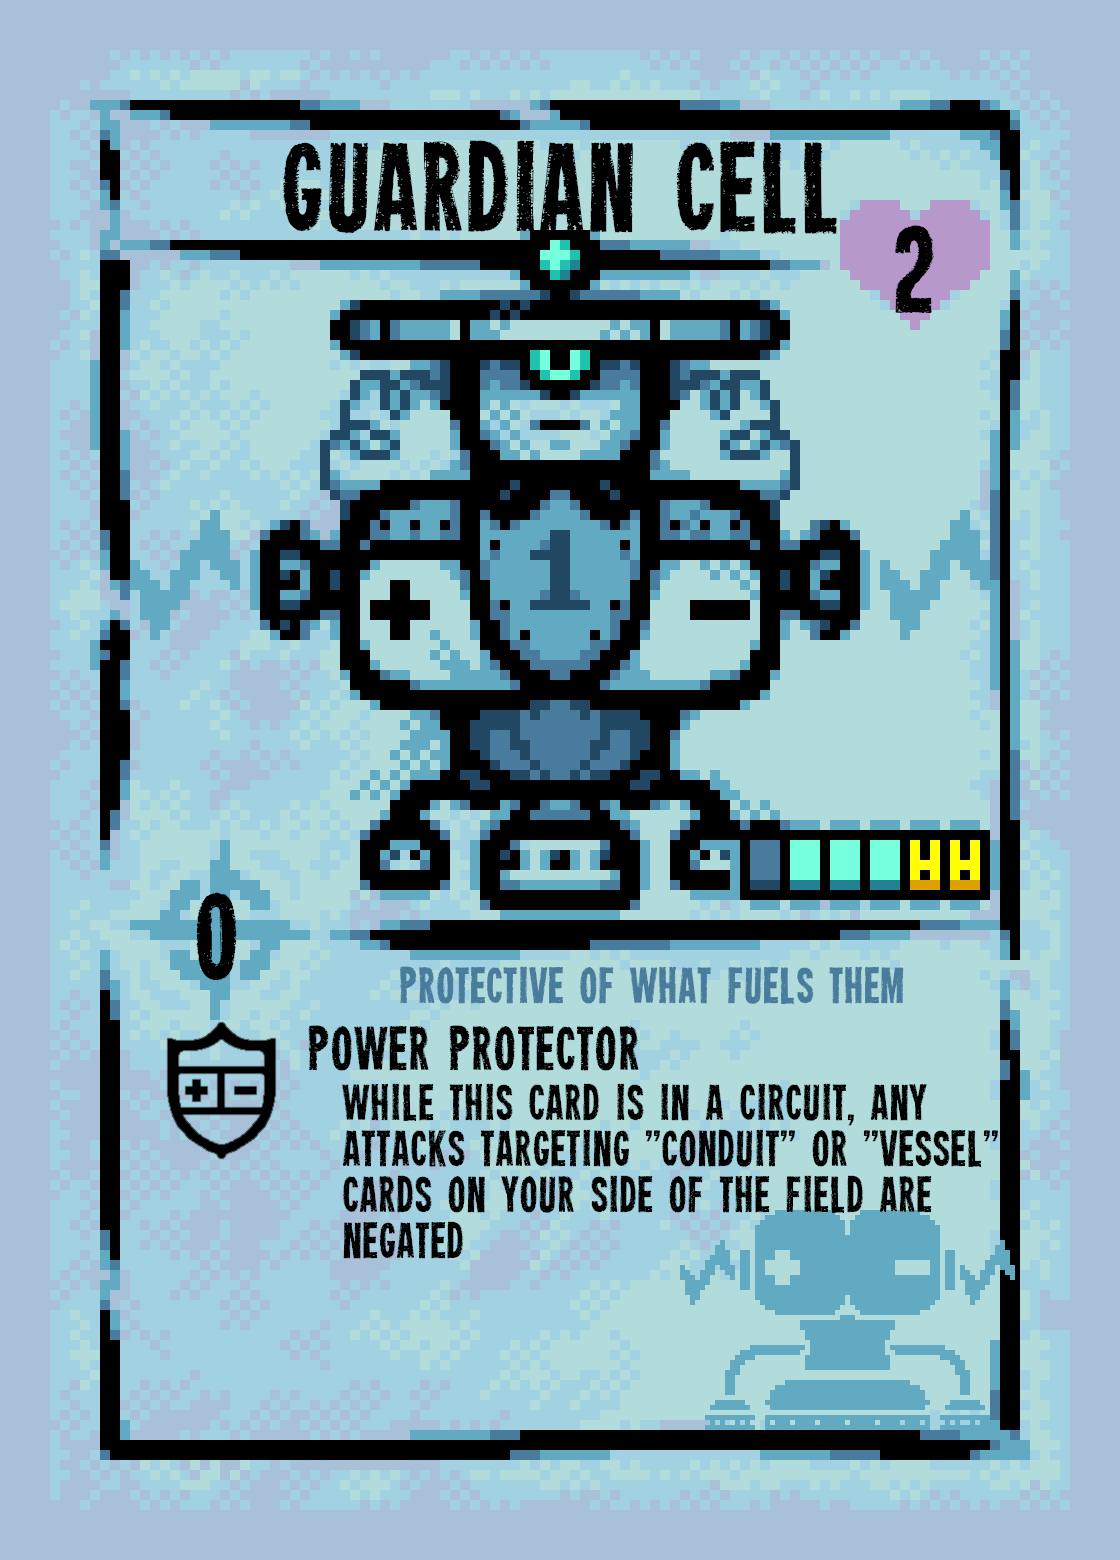 GUARDIAN CELL
2
1
+ −
0
PROTECTIVE OF WHAT FUELS THEM
POWER PROTECTOR
WHILE THIS CARD IS IN A CIRCUIT, ANY
ATTACKS TARGETING "CONDUIT" OR "VESSEL"
CARDS ON YOUR SIDE OF THE FIELD ARE
NEGATED